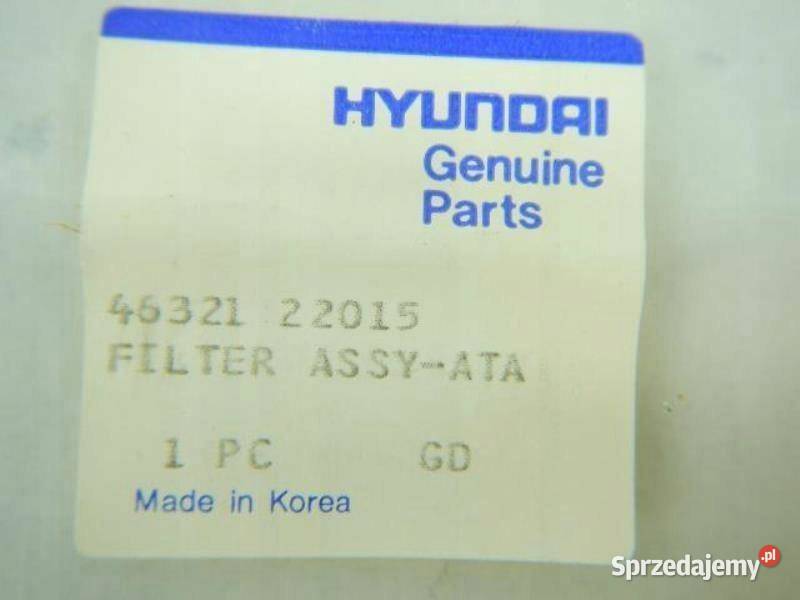 HYUNDAI
Genuine
Parts
46321 22015
FILTER ASSY-ATA
1 PC GD
Made in Korea
Sprzedajemy.pl